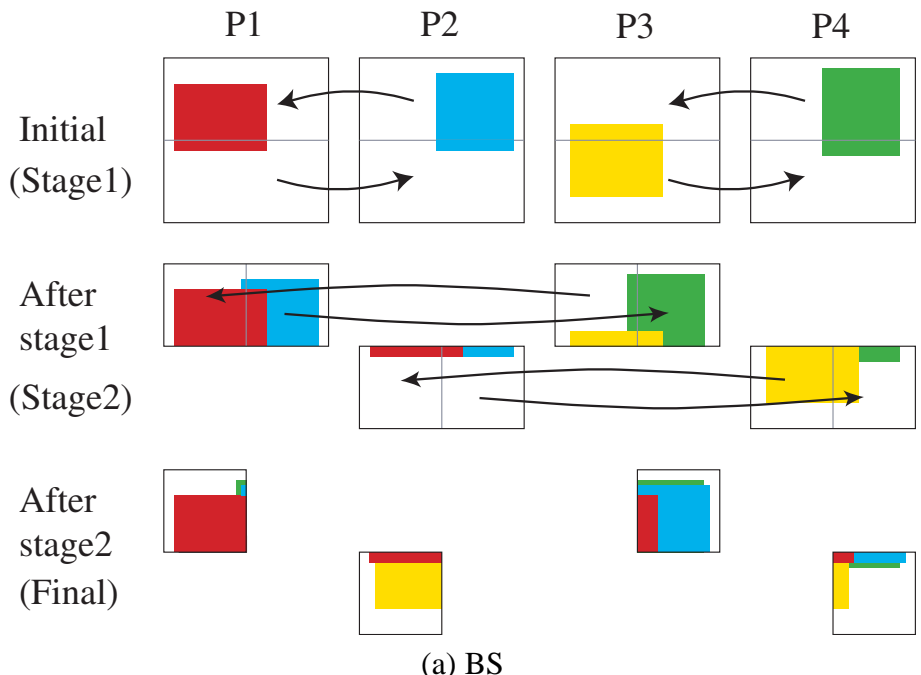 P1 P2 P3 P4
Initial
(Stage1)
After
stage1
(Stage2)
After
stage2
(Final)
(a) BS